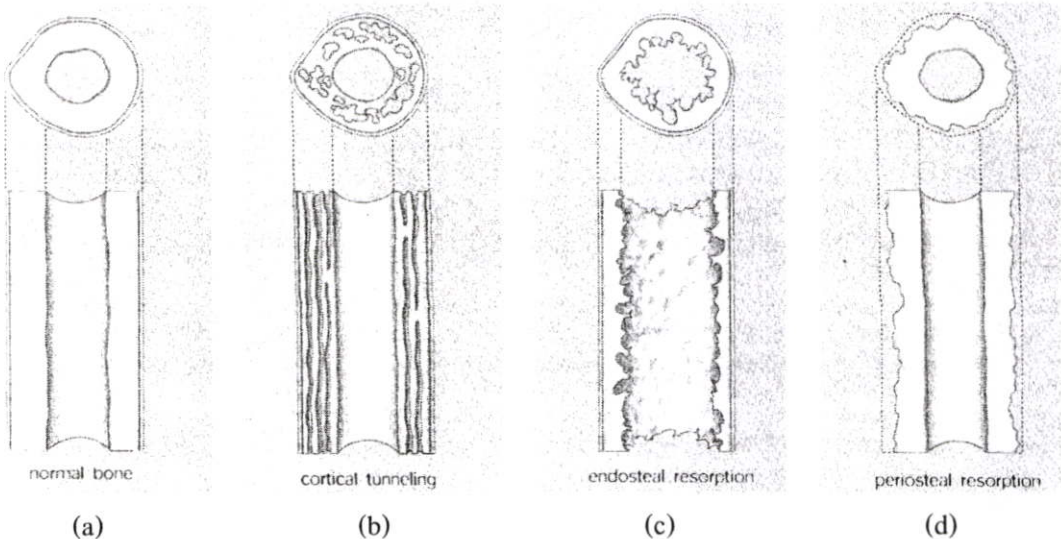 normal bone
cortical tunneling
endosteal resorption
periosteal resorption
(a)
(b)
(c)
(d)